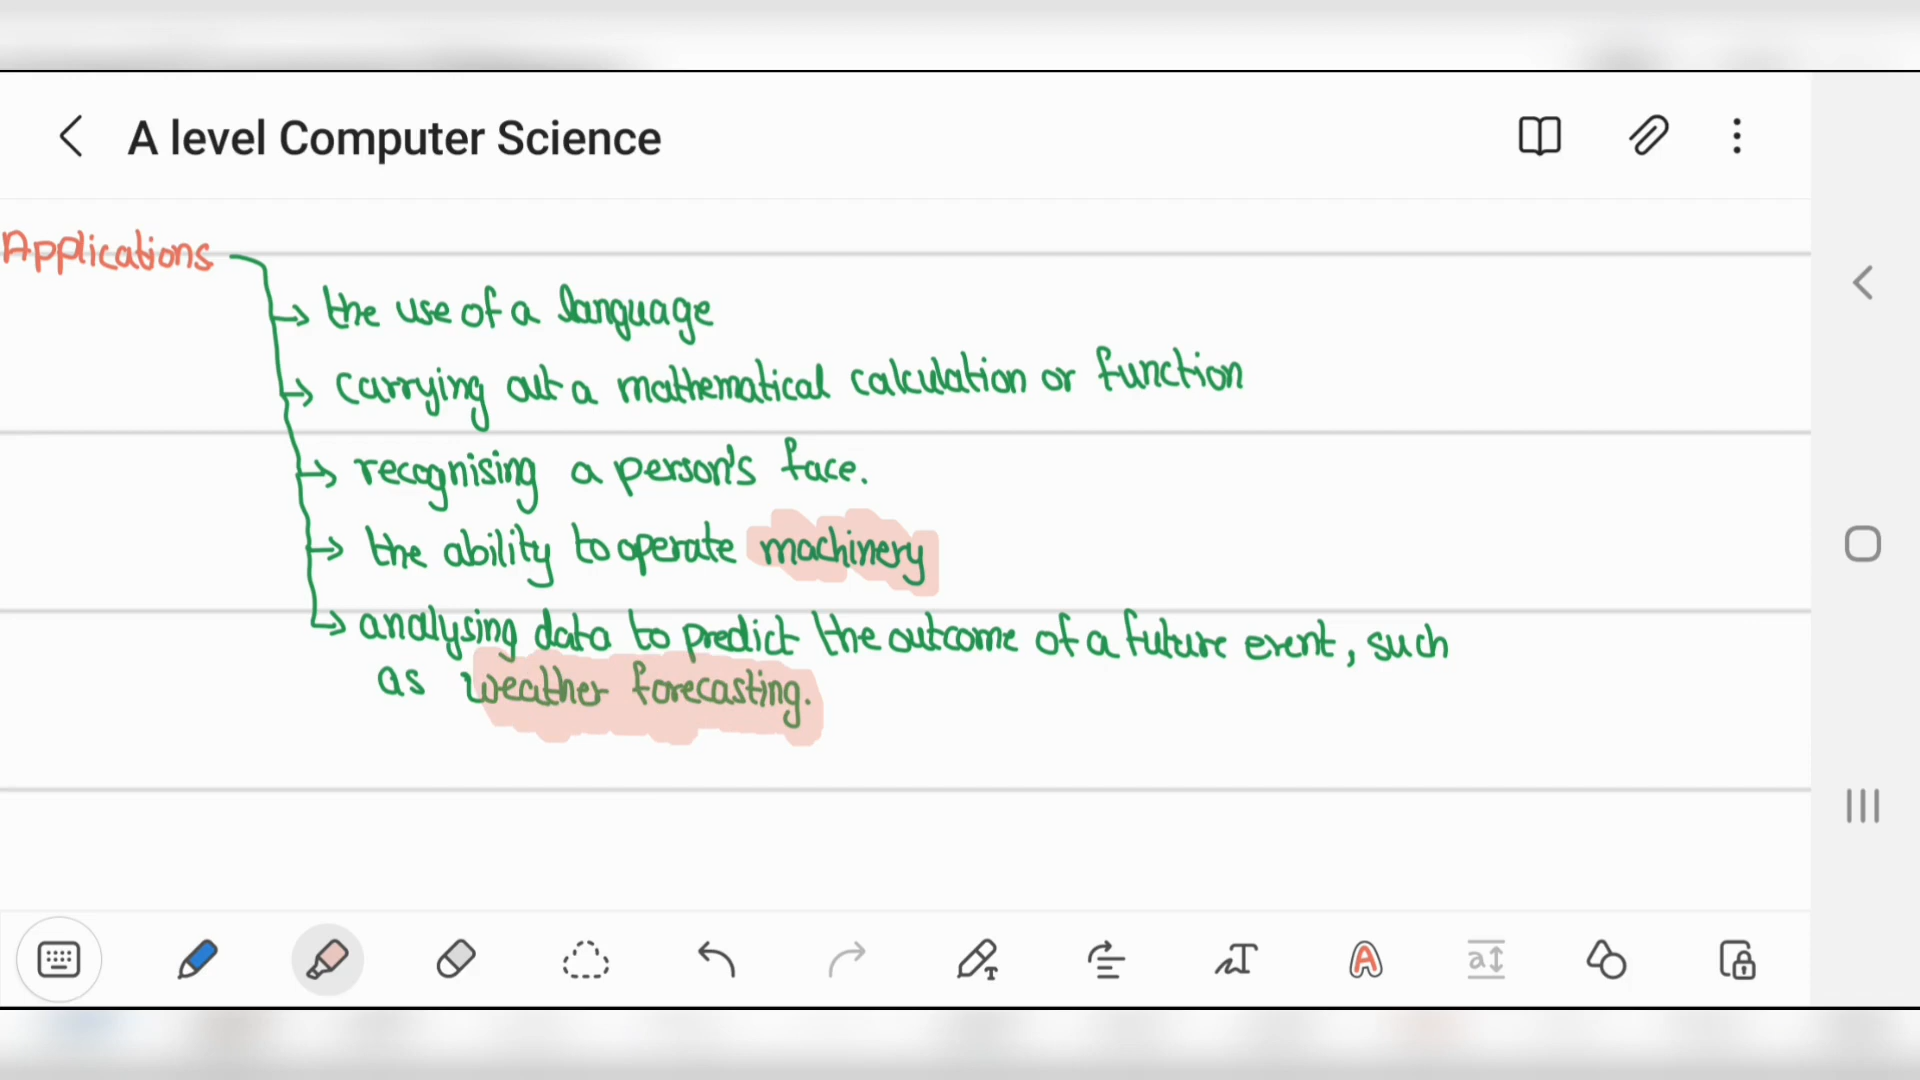 A level Computer Science
Applications
the use of a language
carrying out a mathematical calculation or function
recognising a person's face.
the ability to operate machinery
analysing data to predict the outcome of a future event, such
as weather forecasting.